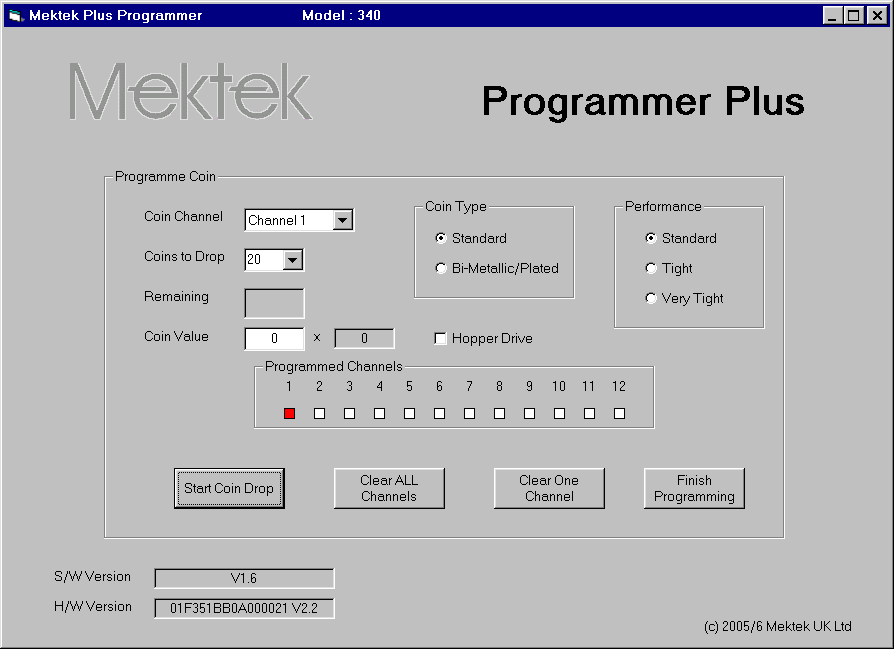 Mektek Plus Programmer Model : 340
Mektek
Programmer Plus
Programme Coin
Coin Channel
Channel 1
Coins to Drop
20
Remaining
Coin Value
0 x 0
Coin Type
Standard
Bi-Metallic/Plated
Performance
Standard
Tight
Very Tight
Hopper Drive
Programmed Channels
1 2 3 4 5 6 7 8 9 10 11 12
Start Coin Drop
Clear ALL
Channels
Clear One
Channel
Finish
Programming
S/W Version
V1.6
H/W Version
01F351BB0A000021 V2.2
(c) 2005/6 Mektek UK Ltd